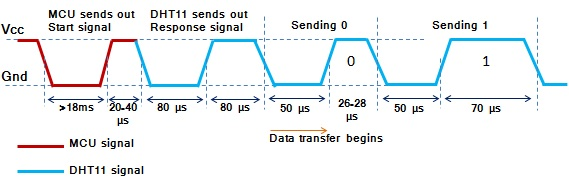 MCU sends out
Start signal
DHT11 sends out
Response signal
Sending 0
Sending 1
Vcc
0
1
Gnd
>18ms
20-40
µs
80 µs
80 µs
50 µs
26-28
µs
50 µs
70 µs
Data transfer begins
MCU signal
DHT11 signal